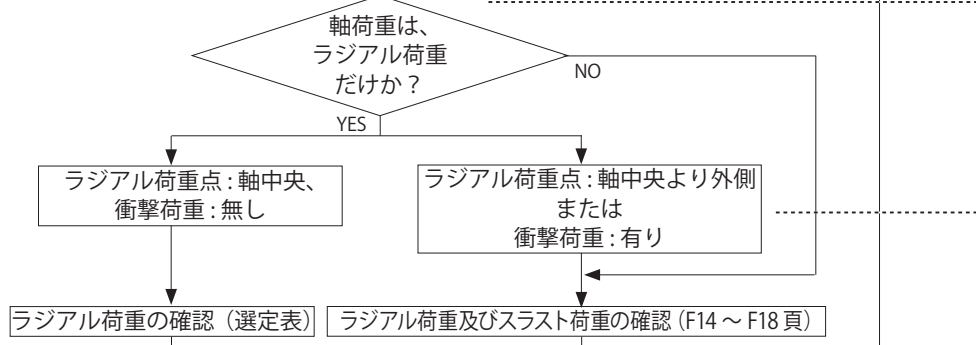 軸荷重は、
ラジアル荷重
だけか？
NO
YES
ラジアル荷重点 : 軸中央、
衝撃荷重 : 無し
ラジアル荷重点 : 軸中央より外側
または
衝撃荷重 : 有り
ラジアル荷重の確認（選定表）
ラジアル荷重及びスラスト荷重の確認（F14 ～ F18 頁）